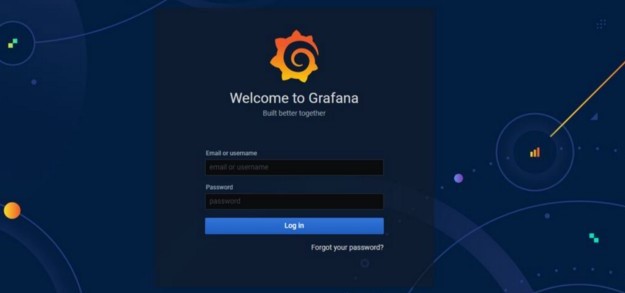 Welcome to Grafana
Built better together
Email or username
email or username
Password
password
Log in
Forgot your password?